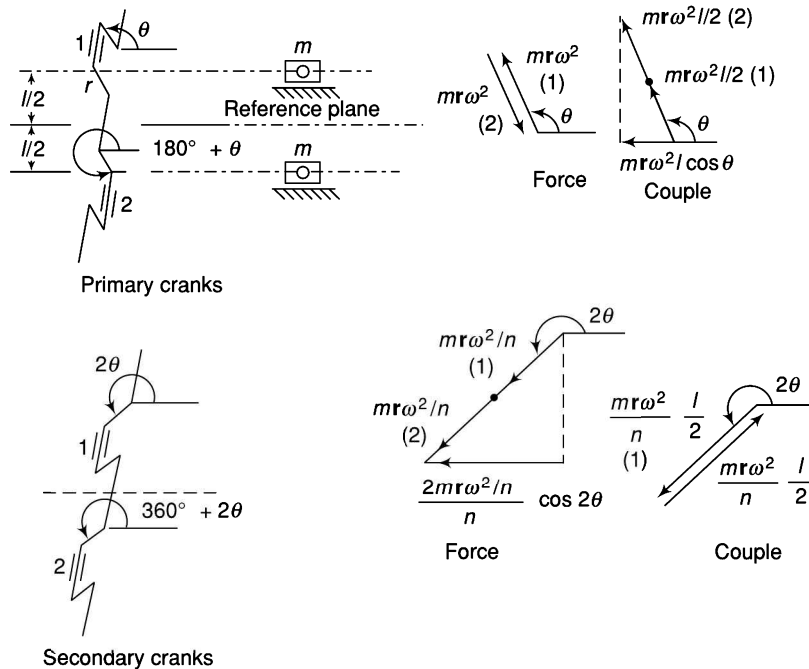 1
θ
r
l/2
l/2
m
Reference plane
180° + θ
m
2
Primary cranks
mrω²
(1)
mrω²
(2)
θ
Force
mrω²l/2 (2)
mrω²l/2 (1)
θ
mrω²l cos θ
Couple
2θ
1
360° + 2θ
2
Secondary cranks
2θ
mrω²/n
(1)
mrω²/n
(2)
2mrω²/n
n
cos 2θ
Force
2θ
mrω²
n
l
2
(1)
mrω²
n
l
2
Couple